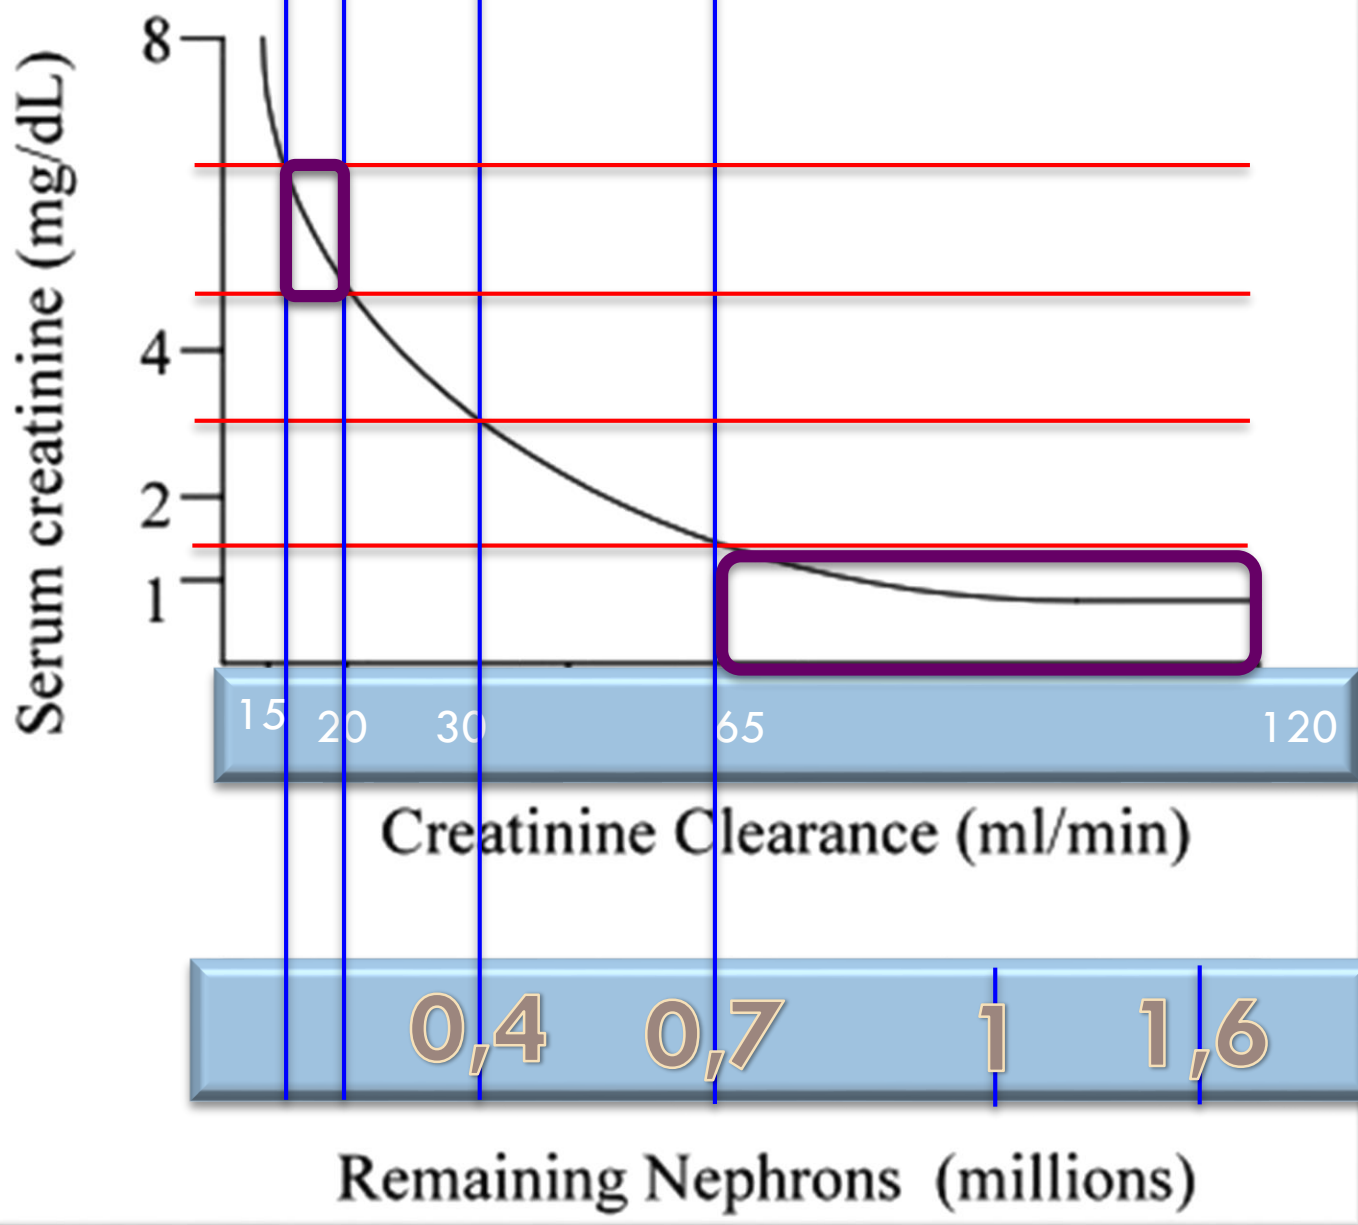 Serum creatinine (mg/dL)
8
4
2
1
15 20 30 65 120
Creatinine Clearance (ml/min)
0,4 0,7 1 1,6
Remaining Nephrons (millions)